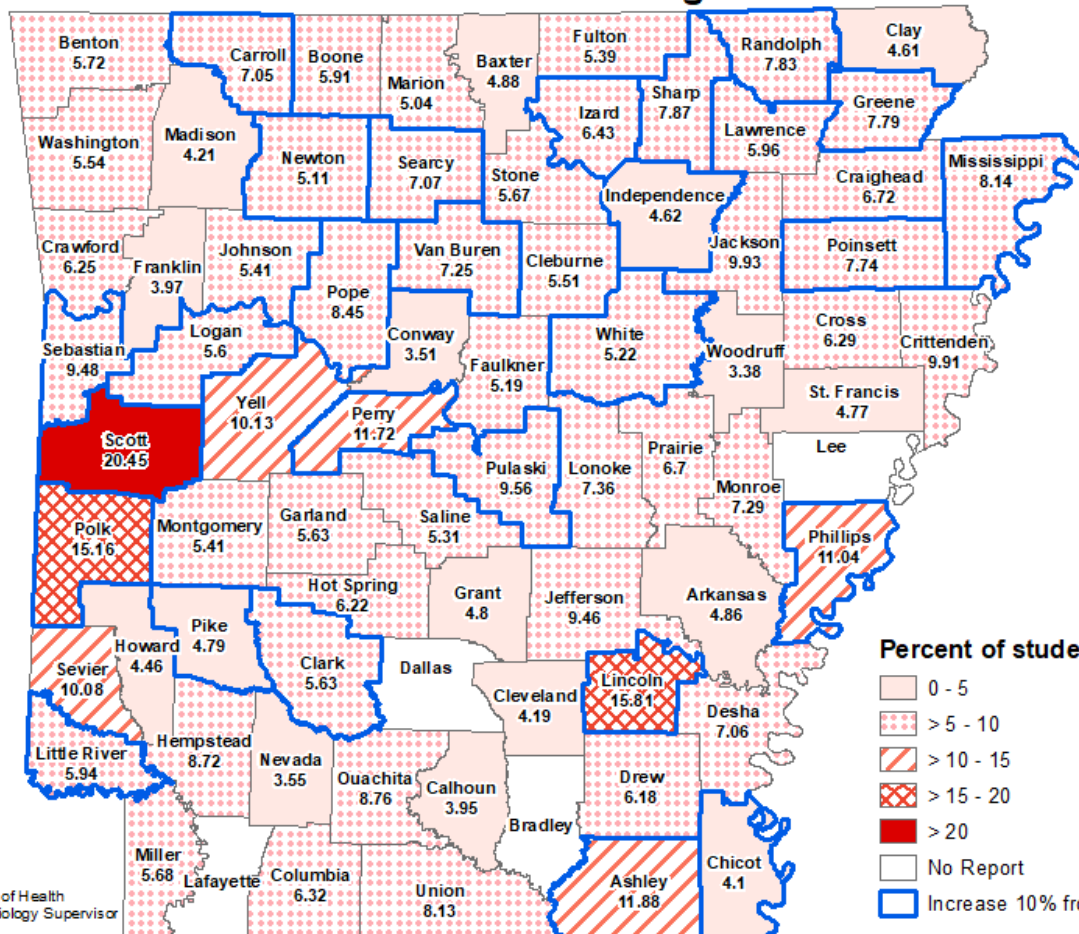 Benton
5.72
Carroll
7.05
Boone
5.91
Marion
5.04
Baxter
4.88
Fulton
5.39
Randolph
7.83
Clay
4.61
Izard
6.43
Sharp
7.87
Greene
7.79
Lawrence
5.96
Washington
5.54
Madison
4.21
Newton
5.11
Searcy
7.07
Stone
5.67
Independence
4.62
Craighead
6.72
Mississippi
8.14
Crawford
6.25
Franklin
3.97
Johnson
5.41
Van Buren
7.25
Cleburne
5.51
Jackson
9.93
Poinsett
7.74
Pope
8.45
Logan
5.6
Conway
3.51
White
5.22
Woodruff
3.38
Cross
6.29
Crittenden
9.91
Sebastian
9.48
Faulkner
5.19
St. Francis
4.77
Yell
10.13
Perry
11.72
Scott
20.45
Pulaski
9.56
Lonoke
7.36
Prairie
6.7
Lee
Monroe
7.29
Polk
15.16
Montgomery
5.41
Garland
5.63
Saline
5.31
Phillips
11.04
Hot Spring
6.22
Grant
4.8
Jefferson
9.46
Arkansas
4.86
Pike
4.79
Howard
4.46
Sevier
10.08
Clark
5.63
Dallas
Cleveland
4.19
Lincoln
15.81
Desha
7.06
Little River
5.94
Hempstead
8.72
Nevada
3.55
Ouachita
8.76
Calhoun
3.95
Bradley
Drew
6.18
Miller
5.68
Lafayette
Columbia
6.32
Union
8.13
Ashley
11.88
Chicot
4.1
Percent of stude
0 - 5
> 5 - 10
> 10 - 15
> 15 - 20
> 20
No Report
Increase 10% fro
of Health
iology Supervisor